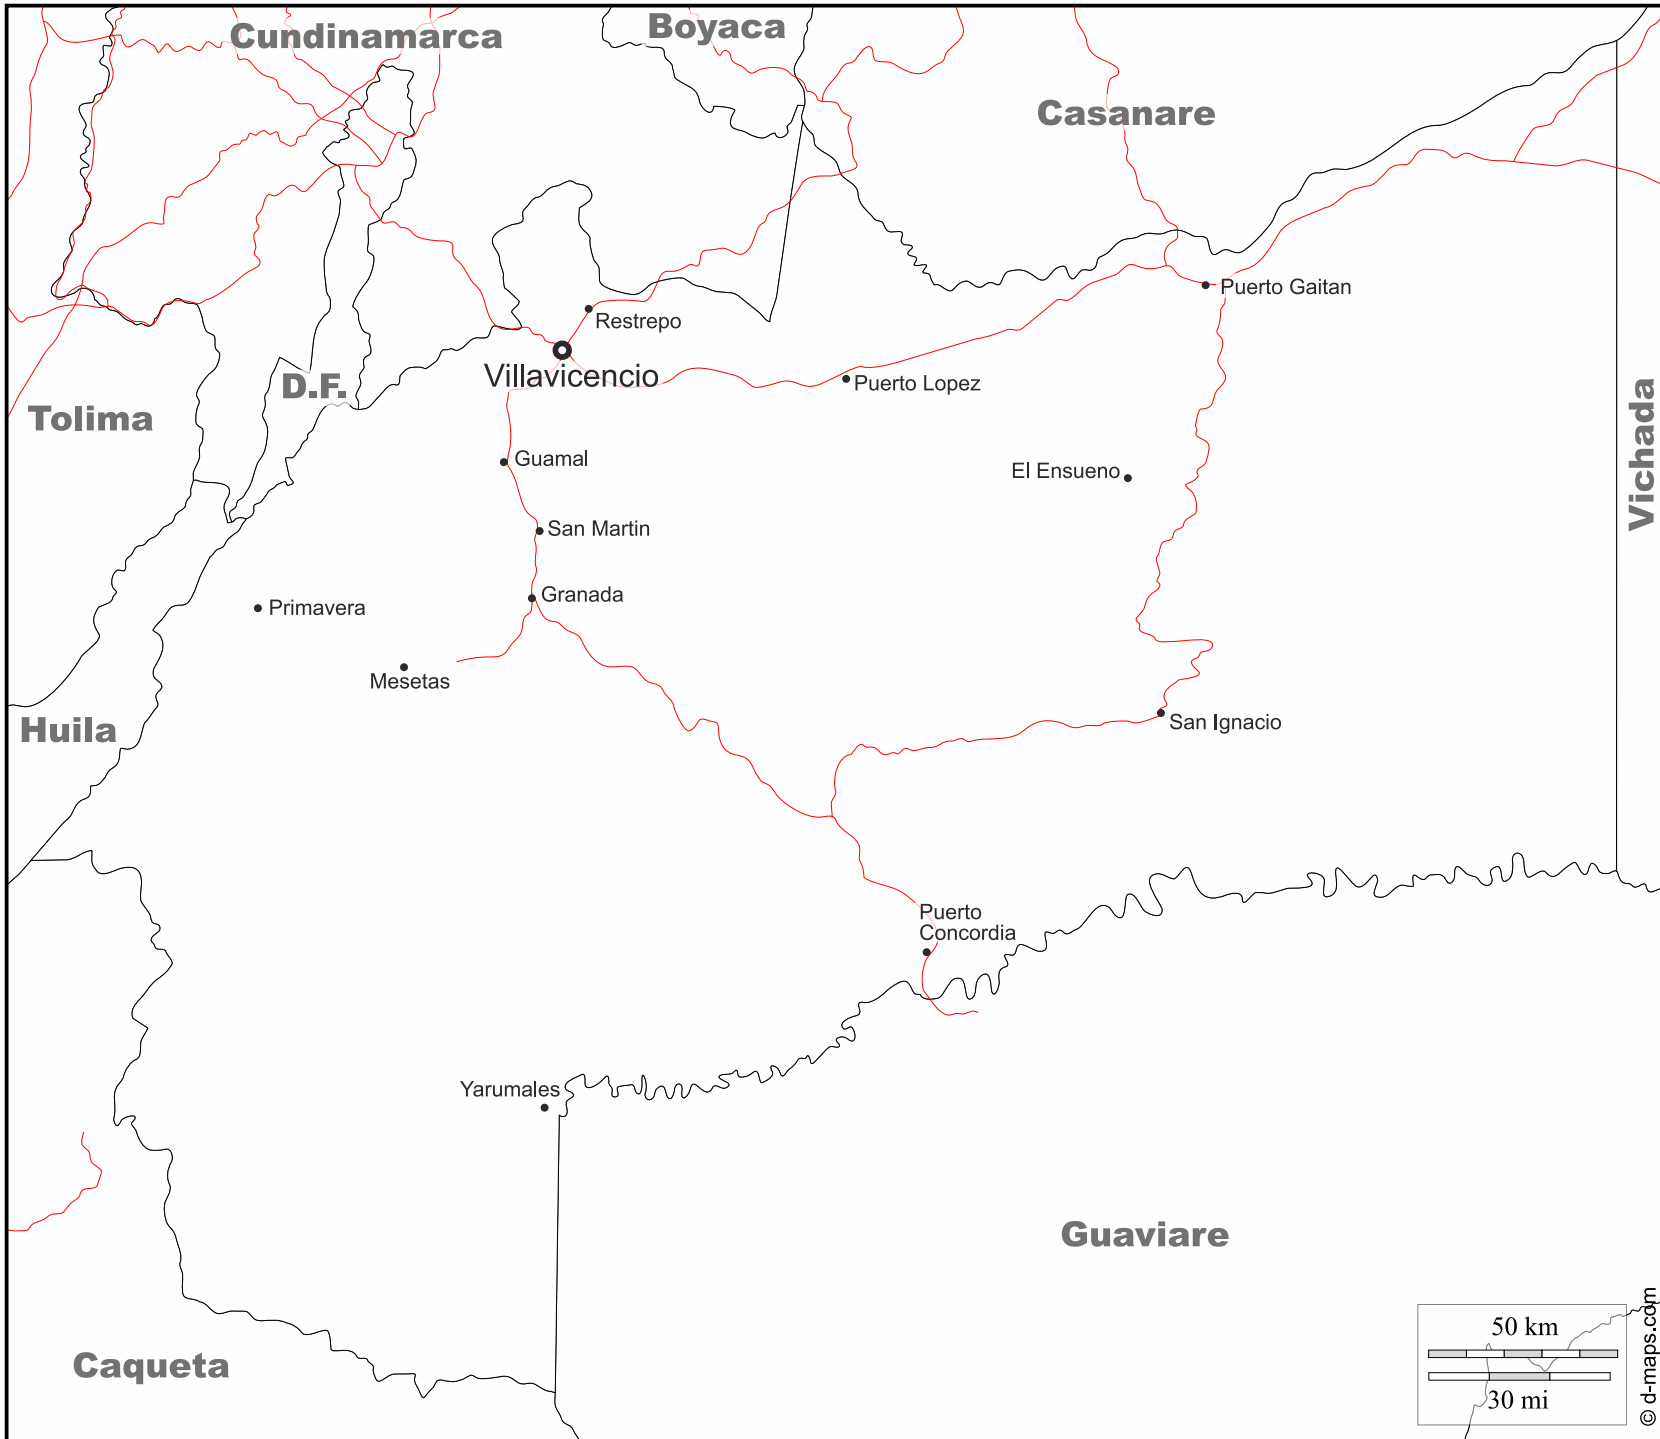 Boyaca
Cundinamarca
Casanare
Puerto Gaitan
Restrepo
Villavicencio
D.F.
Puerto Lopez
Tolima
Vichada
Guamal
El Ensueno
San Martin
Granada
Primavera
Mesetas
San Ignacio
Huila
Puerto
Concordia
Yarumales
Guaviare
50 km
30 mi
Caqueta
© d-maps.com